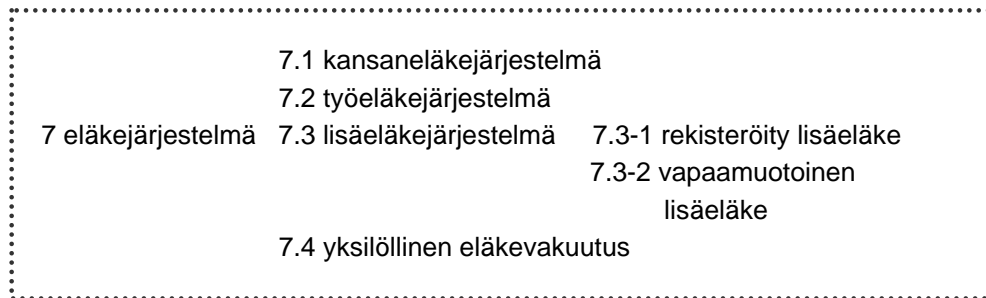 7.1 kansaneläkejärjestelmä
7.2 työeläkejärjestelmä
7 eläkejärjestelmä 7.3 lisäeläkejärjestelmä 7.3-1 rekisteröity lisäeläke
7.3-2 vapaamuotoinen
lisäeläke
7.4 yksilöllinen eläkevakuutus